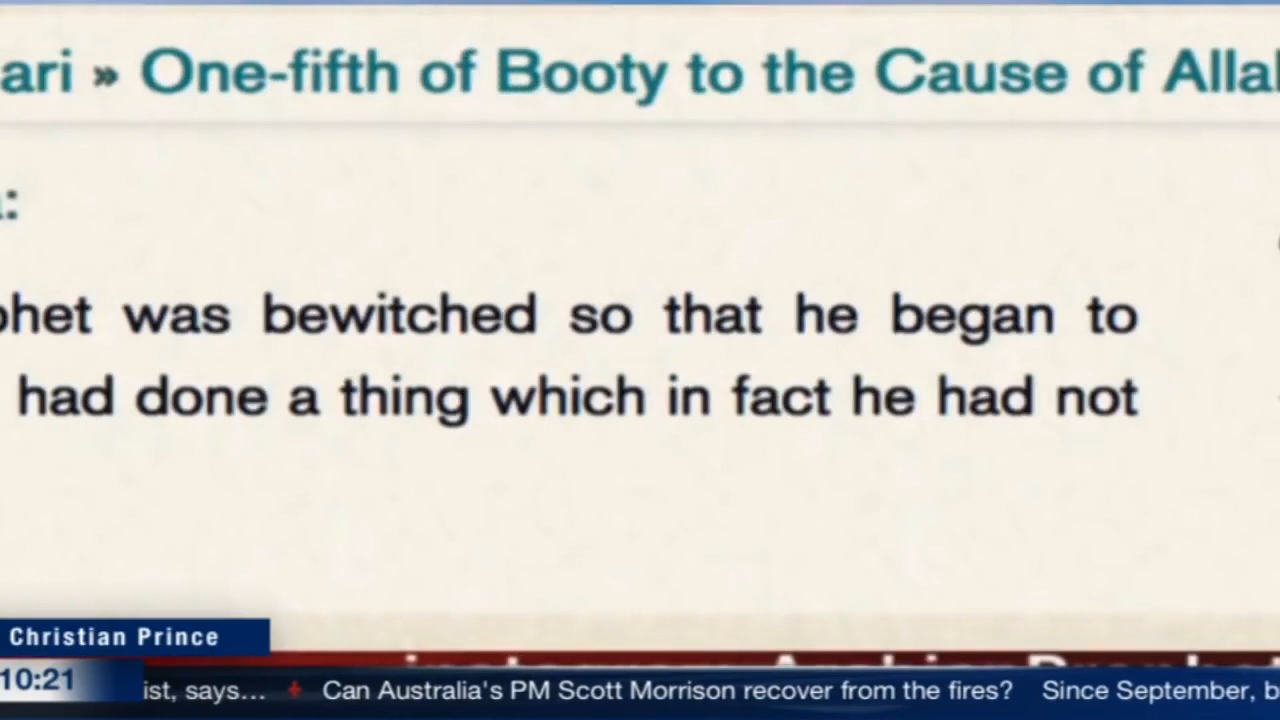 ari » One-fifth of Booty to the Cause of Alla
was bewitched so that he began to
had done a thing which in fact he had not
Christian Prince
10:21
ist, says... Can Australia's PM Scott Morrison recover from the fires? Since September, b